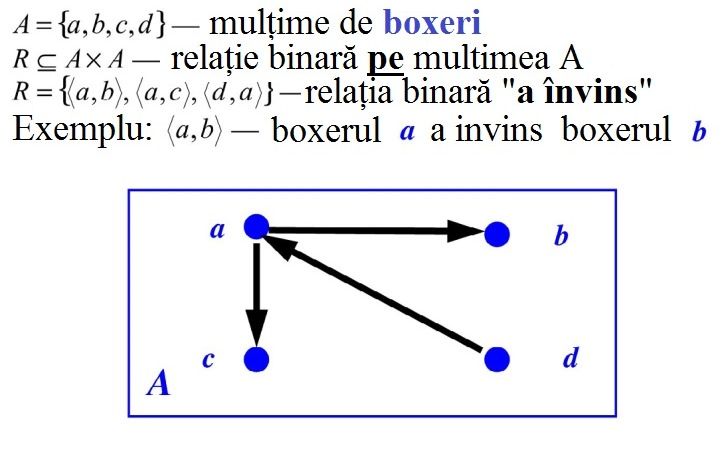 A = {a,b,c,d} — mulțime de boxeri
R ⊆ A × A — relație binară pe multimea A
R = {⟨a,b⟩, ⟨a,c⟩, ⟨d,a⟩} — relația binară "a învins"
Exemplu: ⟨a,b⟩ — boxerul a a invins boxerul b
a
b
c
d
A